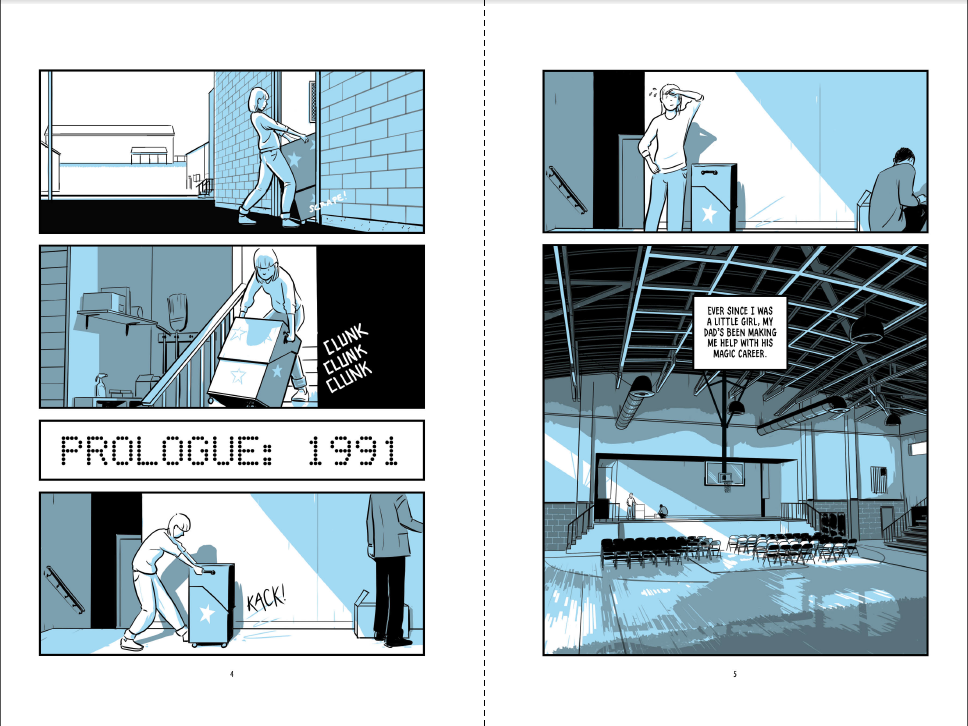 SCRAPE!
CLUNK
CLUNK
CLUNK
PROLOGUE: 1991
KACK!
4
EVER SINCE I WAS
A LITTLE GIRL, MY
DAD'S BEEN MAKING
ME HELP WITH HIS
MAGIC CAREER.
5